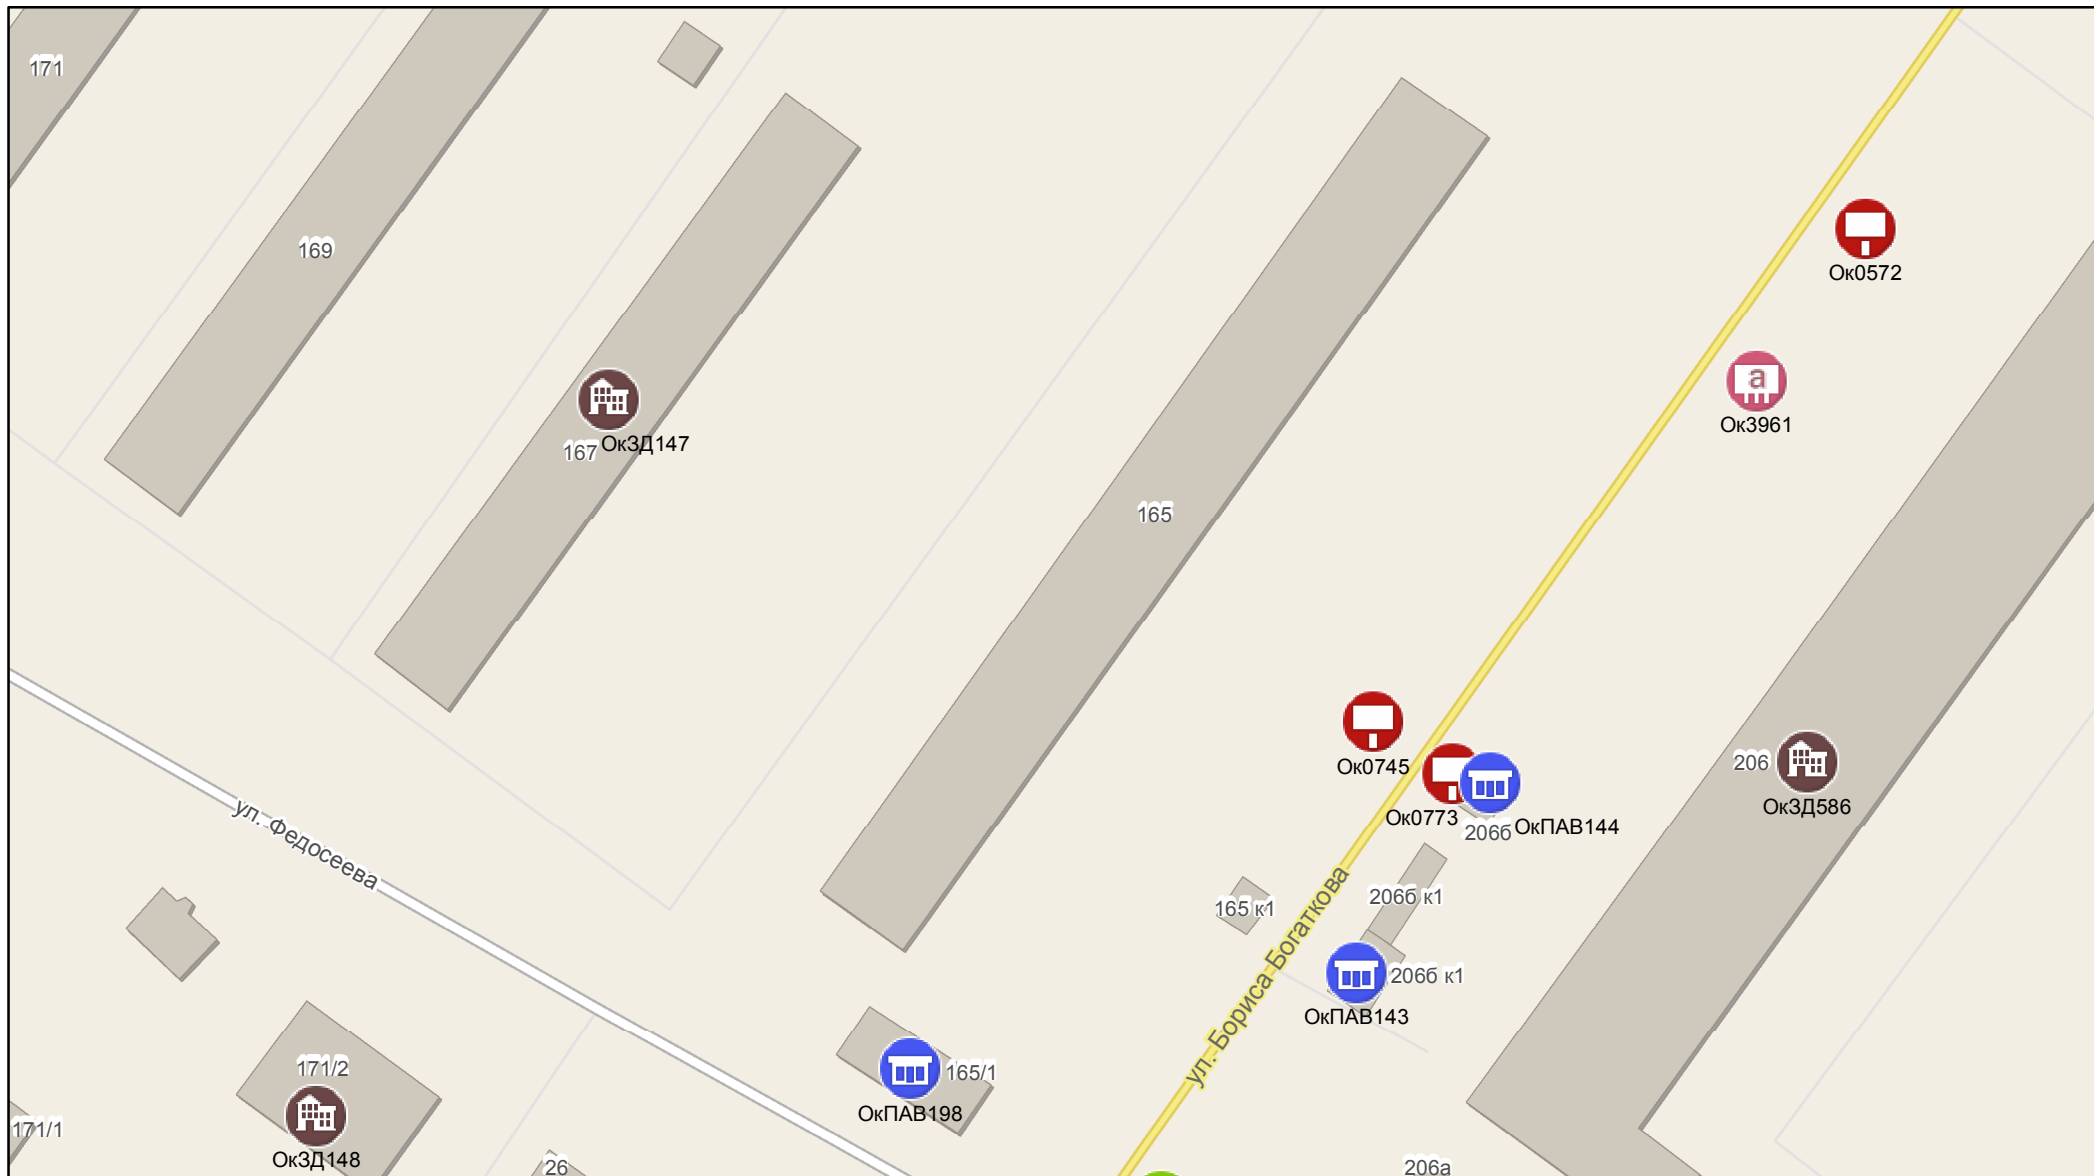 171
169
Ок0572
а
Ок3961
167
ОкЗД147
165
Ок0745
206
ОкЗД586
Ок0773
206б
ОкПАВ144
ул. Федосеева
165 к1
206б к1
ул. Бориса Богаткова
206б к1
ОкПАВ143
171/2
165/1
ОкПАВ198
171/1
ОкЗД148
26
206а